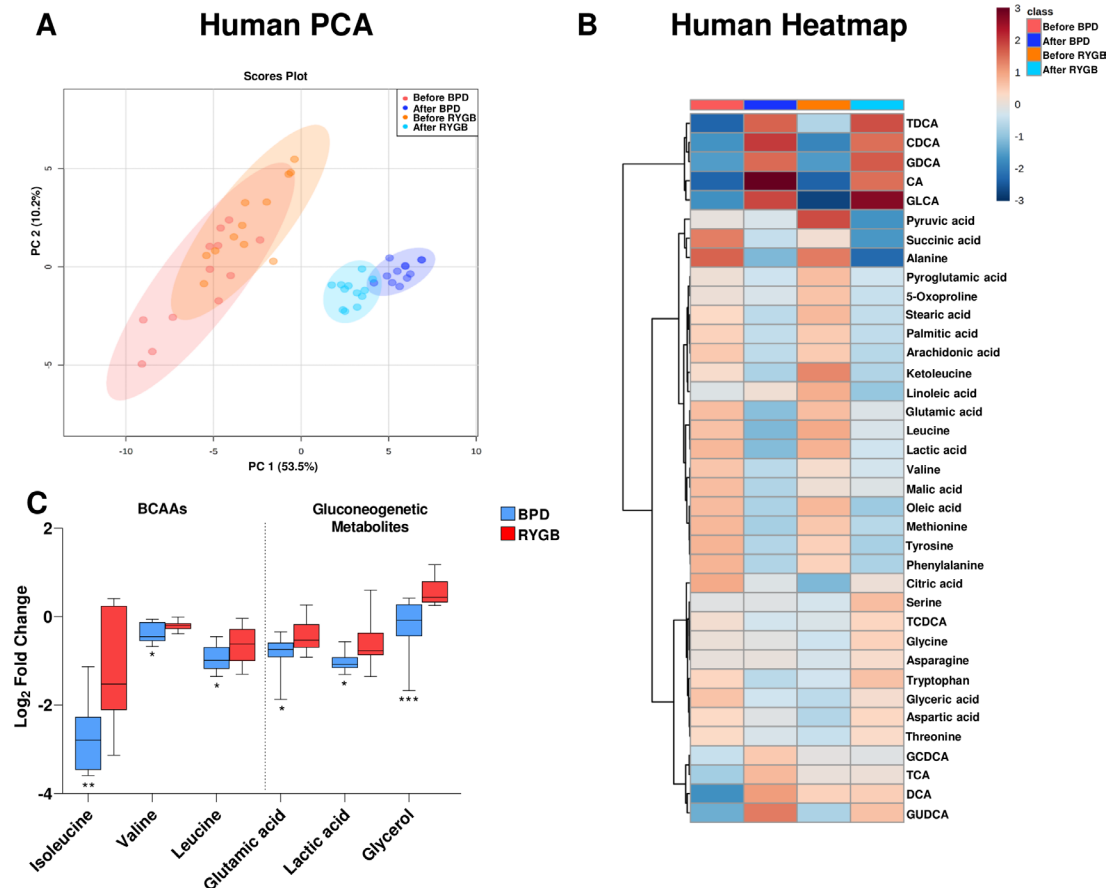 A
Human PCA
Scores Plot
Before BPD
After BPD
Before RYGB
After RYGB
PC 2 (10.2%)
5
0
-5
-10
-5
0
5
10
PC 1 (53.5%)
B
Human Heatmap
3
2
1
0
-1
-2
-3
class
Before BPD
After BPD
Before RYGB
After RYGB
TDCA
CDCA
GDCA
CA
GLCA
Pyruvic acid
Succinic acid
Alanine
Pyroglutamic acid
5-Oxoproline
Stearic acid
Palmitic acid
Arachidonic acid
Ketoleucine
Linoleic acid
Glutamic acid
Leucine
Lactic acid
Valine
Malic acid
Oleic acid
Methionine
Tyrosine
Phenylalanine
Citric acid
Serine
TCDCA
Glycine
Asparagine
Tryptophan
Glyceric acid
Aspartic acid
Threonine
GCDCA
TCA
DCA
GUDCA
C
BCAAs
Gluconeogenetic
Metabolites
BPD
RYGB
Log2 Fold Change
2
0
-2
-4
**
*
*
*
*
***
Isoleucine
Valine
Leucine
Glutamic acid
Lactic acid
Glycerol